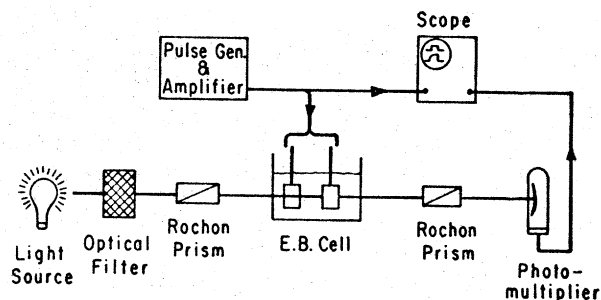 Scope
Pulse Gen.
&
Amplifier
Light
Source
Optical
Filter
Rochon
Prism
E.B. Cell
Rochon
Prism
Photo-
multiplier